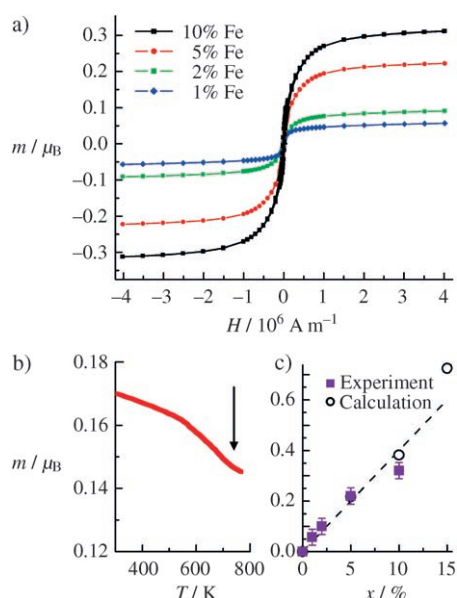 a)
10% Fe
5% Fe
2% Fe
1% Fe
0.3
0.2
0.1
0.0
−0.1
−0.2
−0.3
m / μB
−4 −3 −2 −1 0 1 2 3 4
H / 10⁶ A m⁻¹
b)
0.18
0.16
0.14
0.12
m / μB
400 600 800
T / K
c)
Experiment
Calculation
0.6
0.4
0.2
0.0
0 5 10 15
x / %